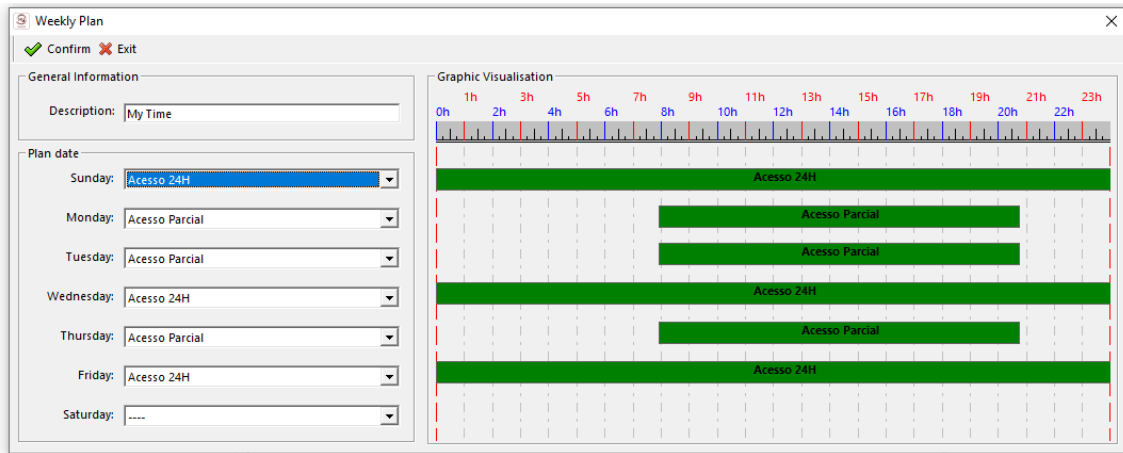 Weekly Plan
Confirm Exit
General Information
Description: My Time
Plan date
Sunday: Acesso 24H
Monday: Acesso Parcial
Tuesday: Acesso Parcial
Wednesday: Acesso 24H
Thursday: Acesso Parcial
Friday: Acesso 24H
Saturday: ----
Graphic Visualisation
1h 3h 5h 7h 9h 11h 13h 15h 17h 19h 21h 23h
0h 2h 4h 6h 8h 10h 12h 14h 16h 18h 20h 22h
Acesso 24H
Acesso Parcial
Acesso Parcial
Acesso 24H
Acesso Parcial
Acesso 24H